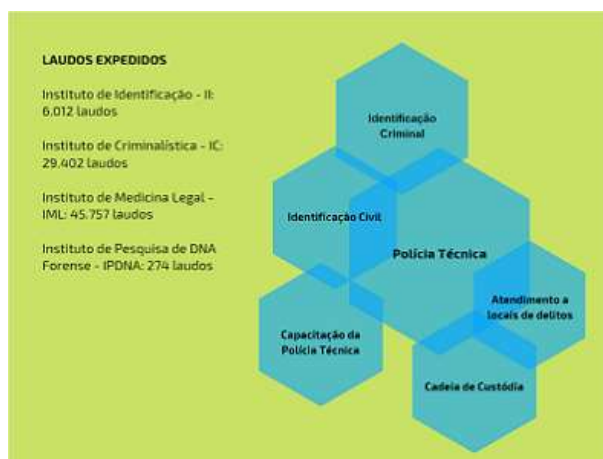 LAUDOS EXPEDIDOS
Instituto de Identificação - II:
6.012 laudos
Instituto de Criminalística - IC:
29.402 laudos
Instituto de Medicina Legal -
IML: 45.757 laudos
Instituto de Pesquisa de DNA
Forense - IPDNA: 274 laudos
Identificação
Criminal
Identificação Civil
Polícia Técnica
Atendimento a
locais de delitos
Capacitação da
Polícia Técnica
Cadeia de Custódia